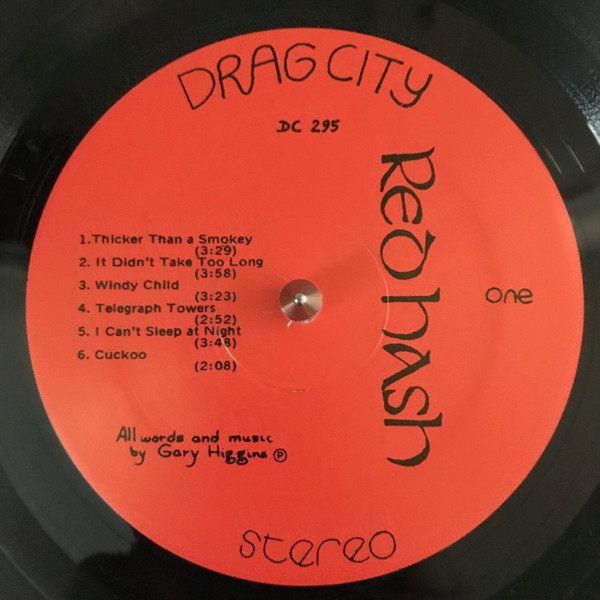 DRAG CITY
DC 295
Red hash
1.Thicker Than a Smokey
(3:29)
2. It Didn't Take Too Long
(3:58)
3. Windy Child
(3:23)
4. Telegraph Towers
(2:52)
5. I Can't Sleep at Night
(3:48)
6. Cuckoo
(2:08)
one
All words and music
by Gary Higgins ℗
stereo